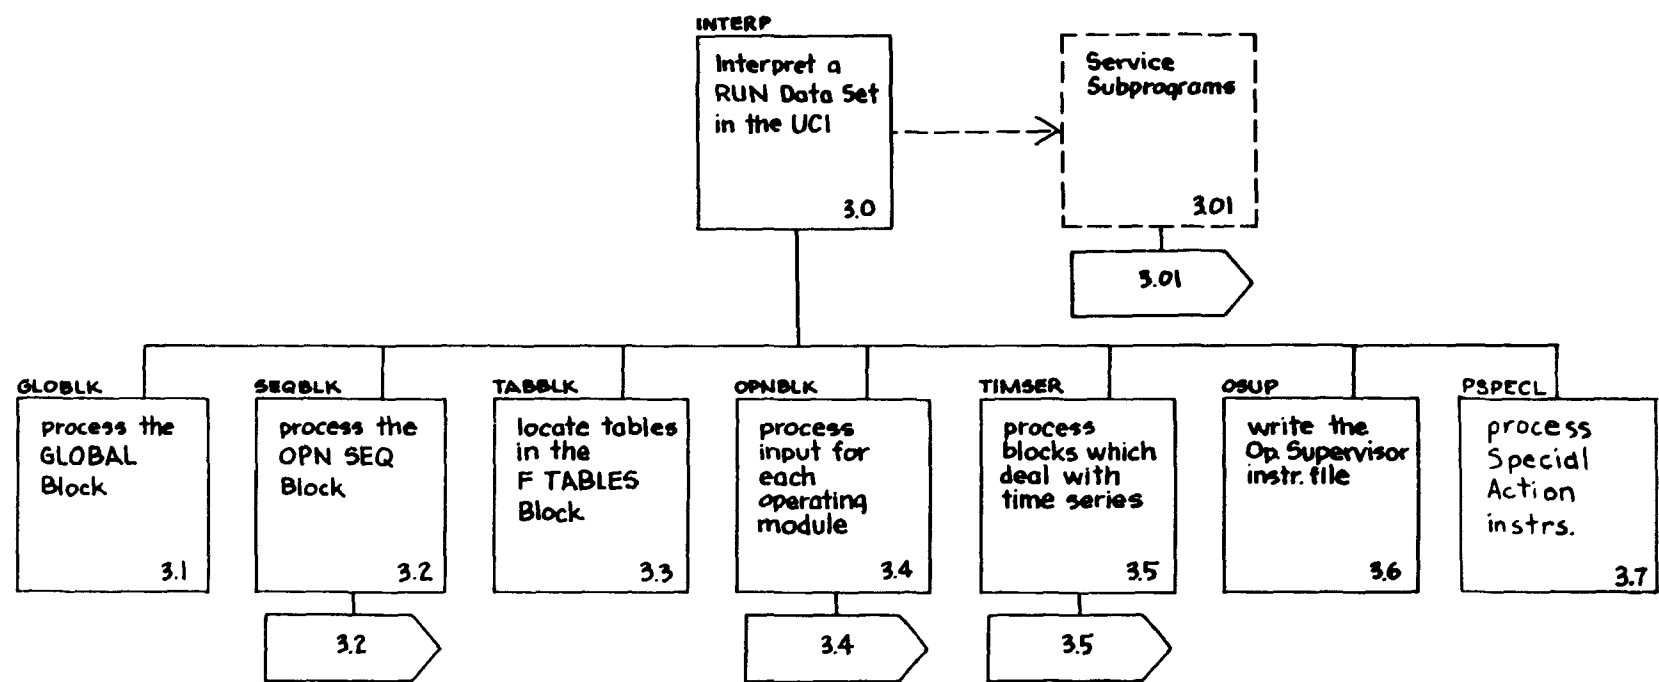 INTERP
Interpret a
RUN Data Set
in the UCI
3.0
Service
Subprograms
3.01
3.01
GLOBLK
process the
GLOBAL
Block
3.1
SEQBLK
process the
OPN SEQ
Block
3.2
3.2
TABBLK
locate tables
in the
F TABLES
Block
3.3
OPNBLK
process
input for
each
operating
module
3.4
3.4
TIMSER
process
blocks which
deal with
time series
3.5
3.5
OSUP
write the
Op. Supervisor
instr. file
3.6
PSPECL
process
Special
Action
instrs.
3.7